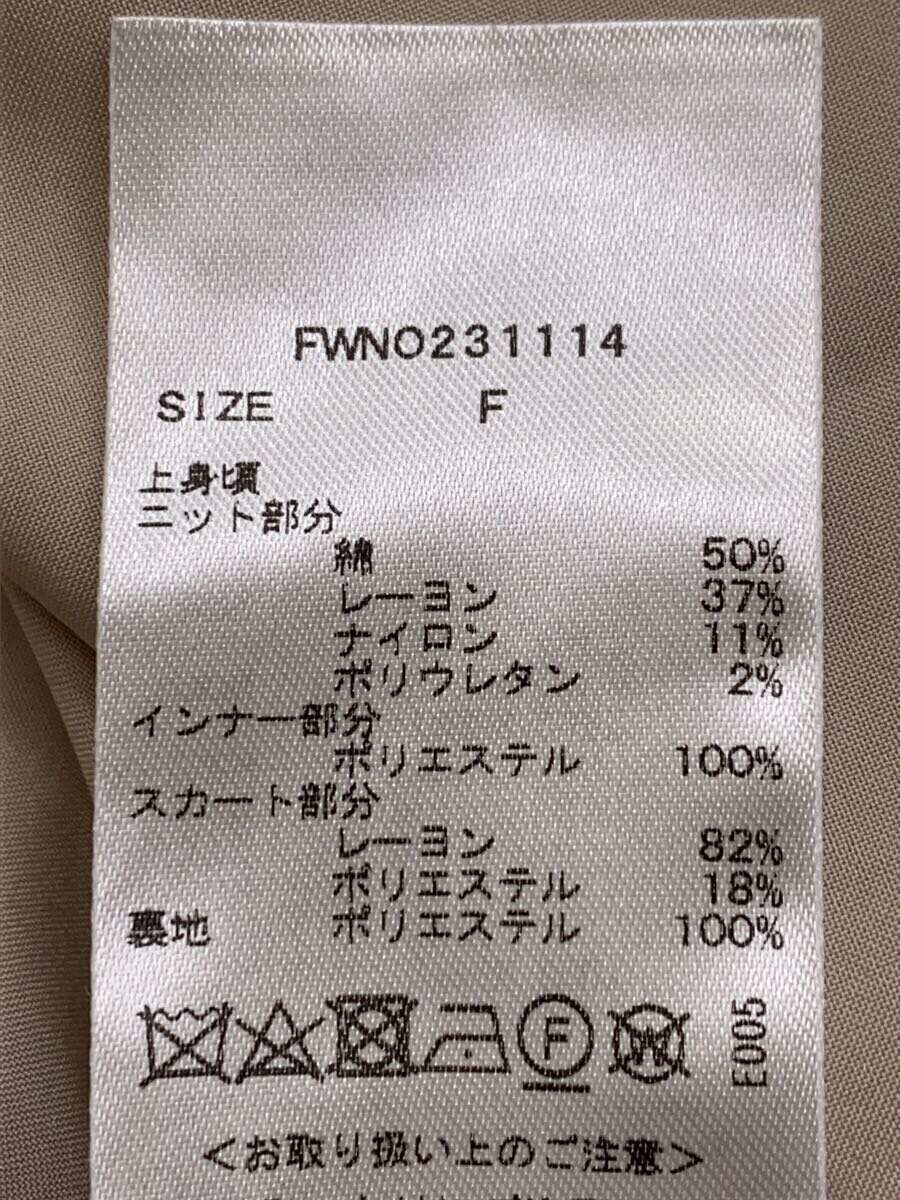 FWNO231114
SIZE F
上身頃
ニット部分
綿 50%
レーヨン 37%
ナイロン 11%
ポリウレタン 2%
インナー部分
ポリエステル 100%
スカート部分
レーヨン 82%
ポリエステル 18%
裏地 ポリエステル 100%
F W E005
<お取り扱い上のご注意>